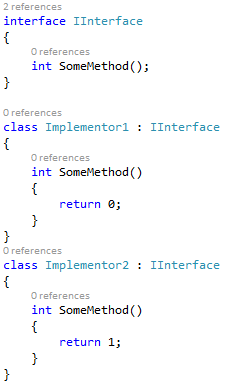 2 references
interface IInterface
{
0 references
int SomeMethod();
}
0 references
class Implementor1 : IInterface
{
0 references
int SomeMethod()
{
return 0;
}
}
0 references
class Implementor2 : IInterface
{
0 references
int SomeMethod()
{
return 1;
}
}